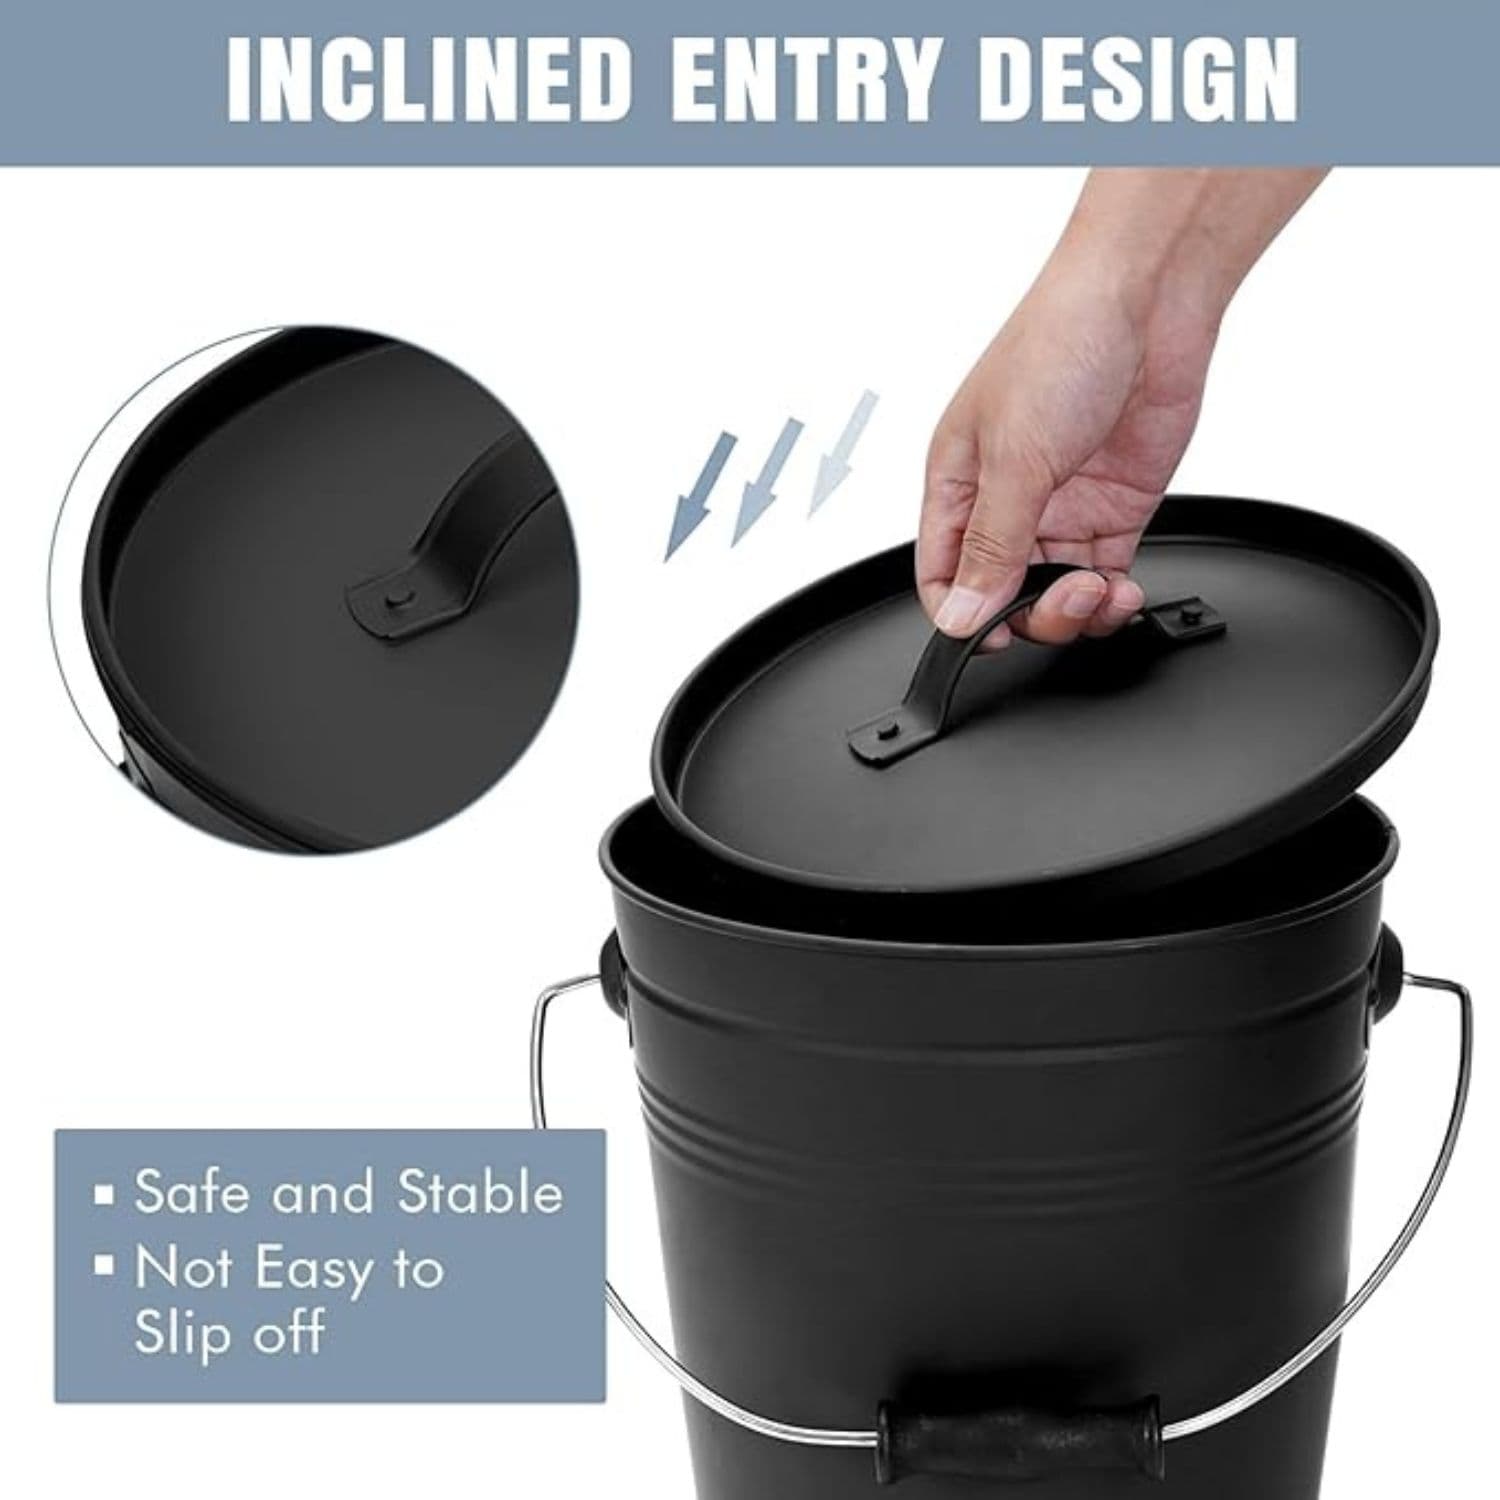 INCLINED ENTRY DESIGN
▪ Safe and Stable
▪ Not Easy to
Slip off